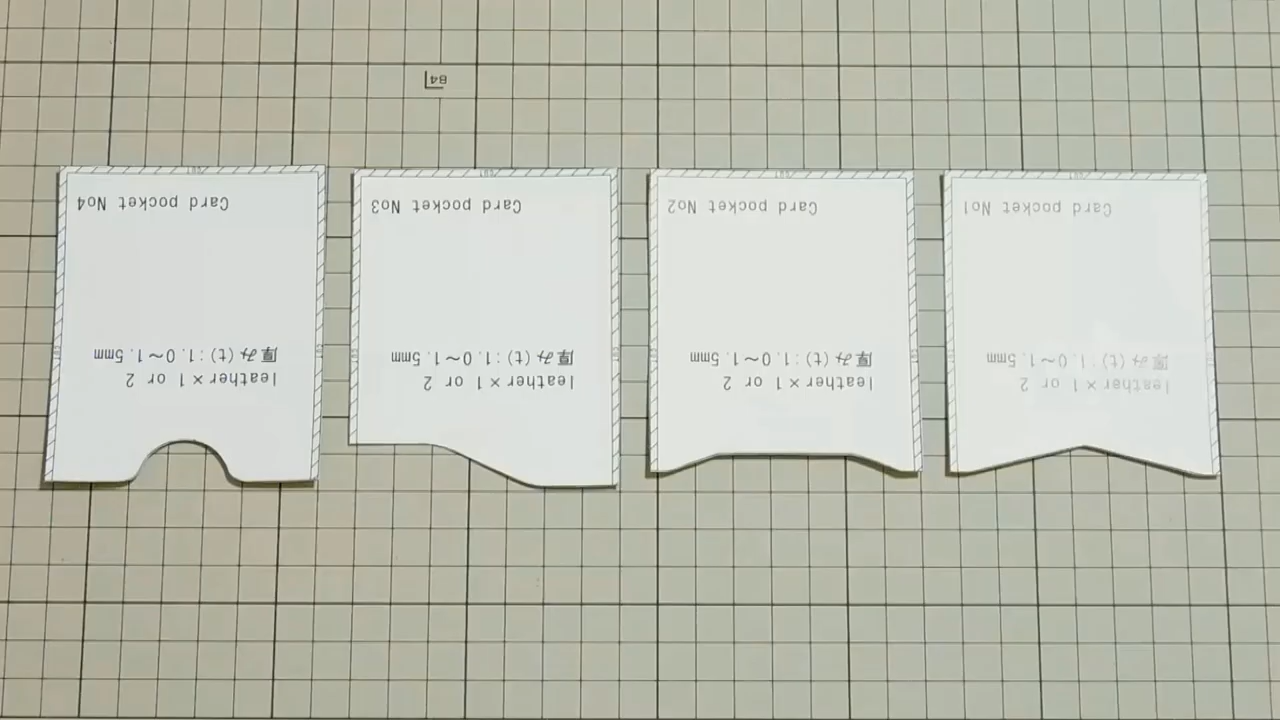 Card pocket No1
leather×1 or 2
厚み(t):1.0～1.5mm
Card pocket No2
leather×1 or 2
厚み(t):1.0～1.5mm
Card pocket No3
leather×1 or 2
厚み(t):1.0～1.5mm
Card pocket No4
leather×1 or 2
厚み(t):1.0～1.5mm
B4